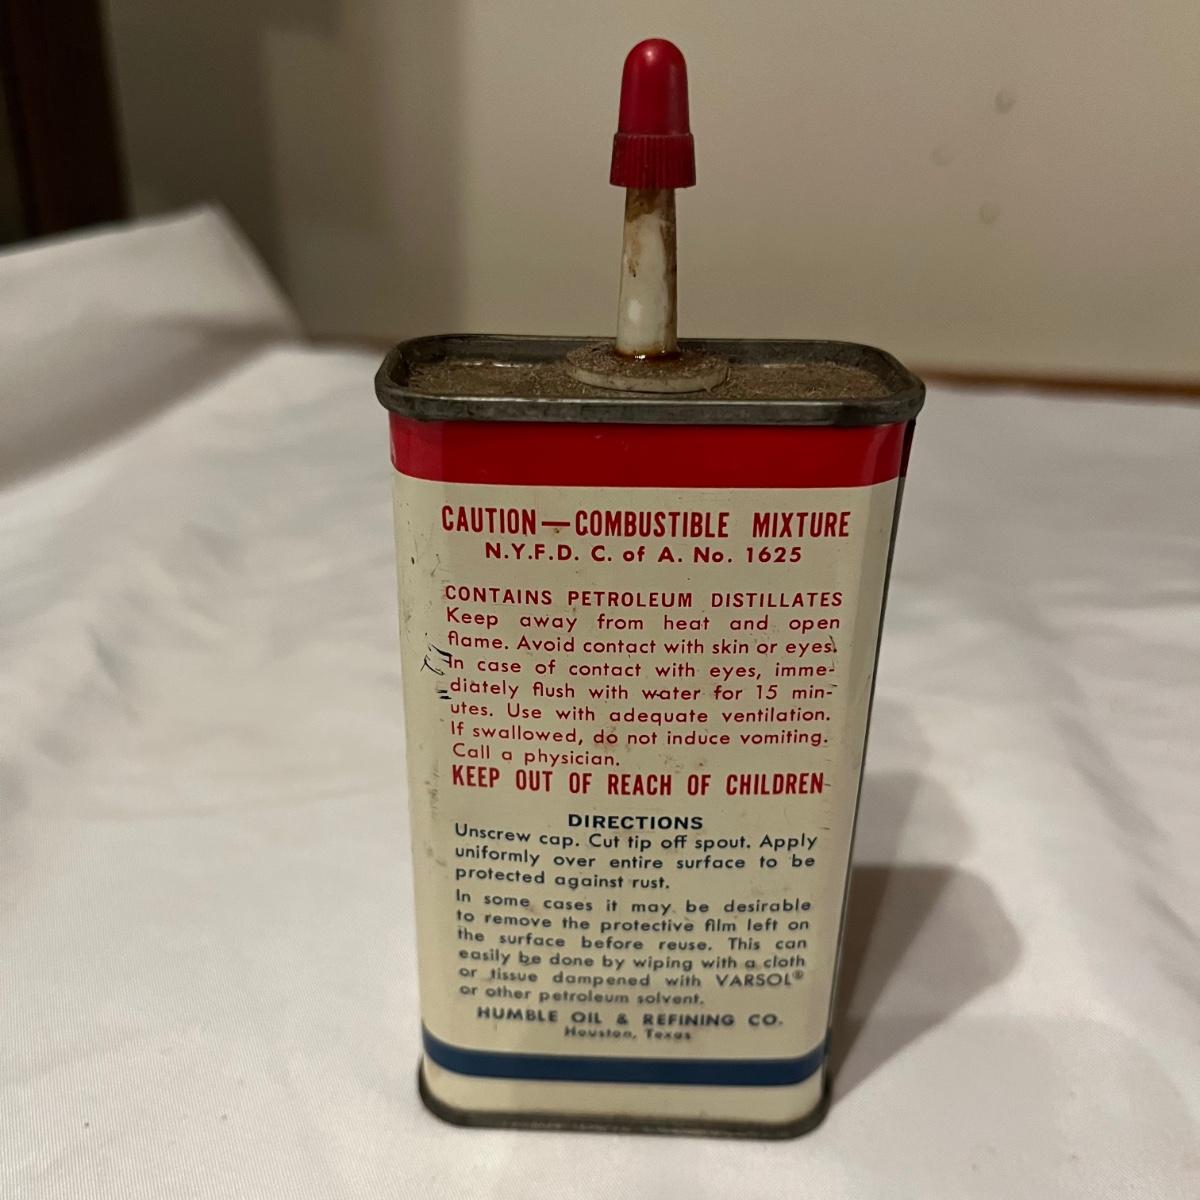 CAUTION—COMBUSTIBLE MIXTURE
N.Y.F.D. C. of A. No. 1625
CONTAINS PETROLEUM DISTILLATES
Keep away from heat and open
flame. Avoid contact with skin or eyes.
In case of contact with eyes, imme-
diately flush with water for 15 min-
utes. Use with adequate ventilation.
If swallowed, do not induce vomiting.
Call a physician.
KEEP OUT OF REACH OF CHILDREN
DIRECTIONS
Unscrew cap. Cut tip off spout. Apply
uniformly over entire surface to be
protected against rust.
In some cases it may be desirable
to remove the protective film left on
the surface before reuse. This can
easily be done by wiping with a cloth
or tissue dampened with VARSOL®
or other petroleum solvent.
HUMBLE OIL & REFINING CO.
Houston, Texas